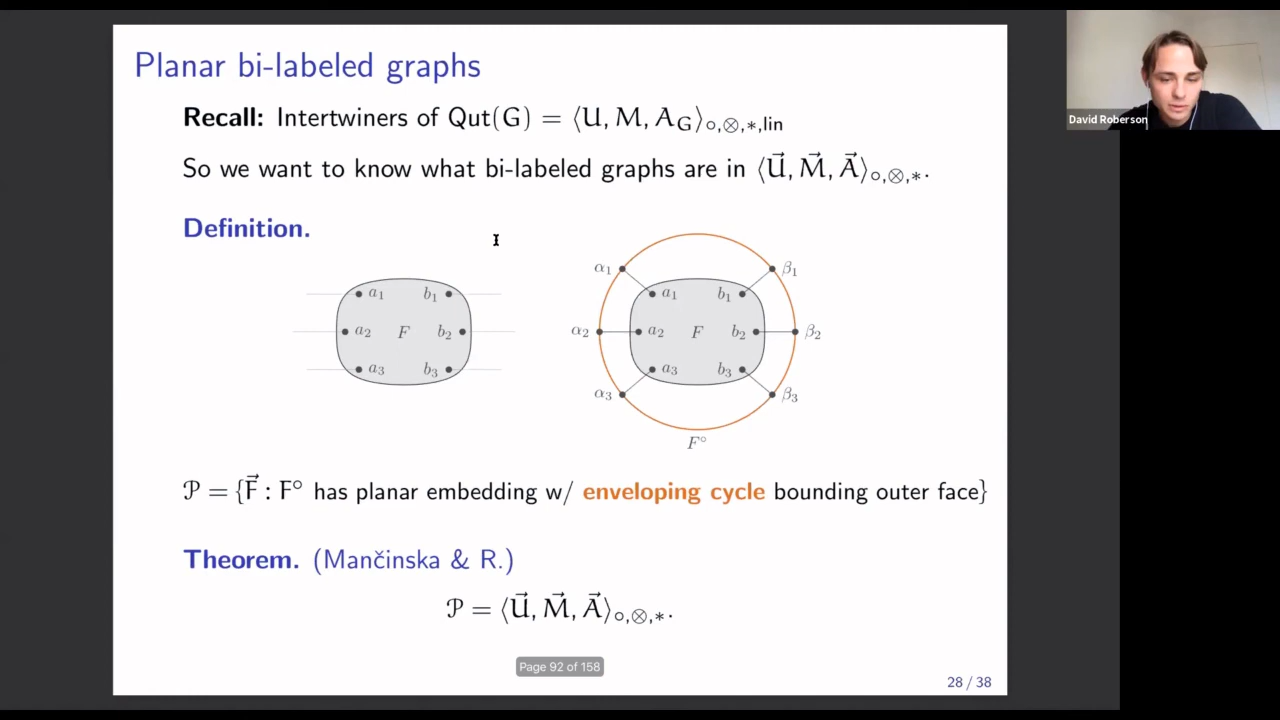 Planar bi-labeled graphs
Recall: Intertwiners of Qut(G) = ⟨U, M, A_G⟩_{∘,⊗,∗,lin}
So we want to know what bi-labeled graphs are in ⟨U⃗, M⃗, A⃗⟩_{∘,⊗,∗}.
Definition.
a₁ b₁
a₂ F b₂
a₃ b₃
α₁ a₁ b₁ β₁
α₂ a₂ F b₂ β₂
α₃ a₃ b₃ β₃
F°
𝒫 = {F⃗ : F° has planar embedding w/ enveloping cycle bounding outer face}
Theorem. (Mančinska & R.)
𝒫 = ⟨U⃗, M⃗, A⃗⟩_{∘,⊗,∗}.
Page 92 of 158
28 / 38
David Roberson